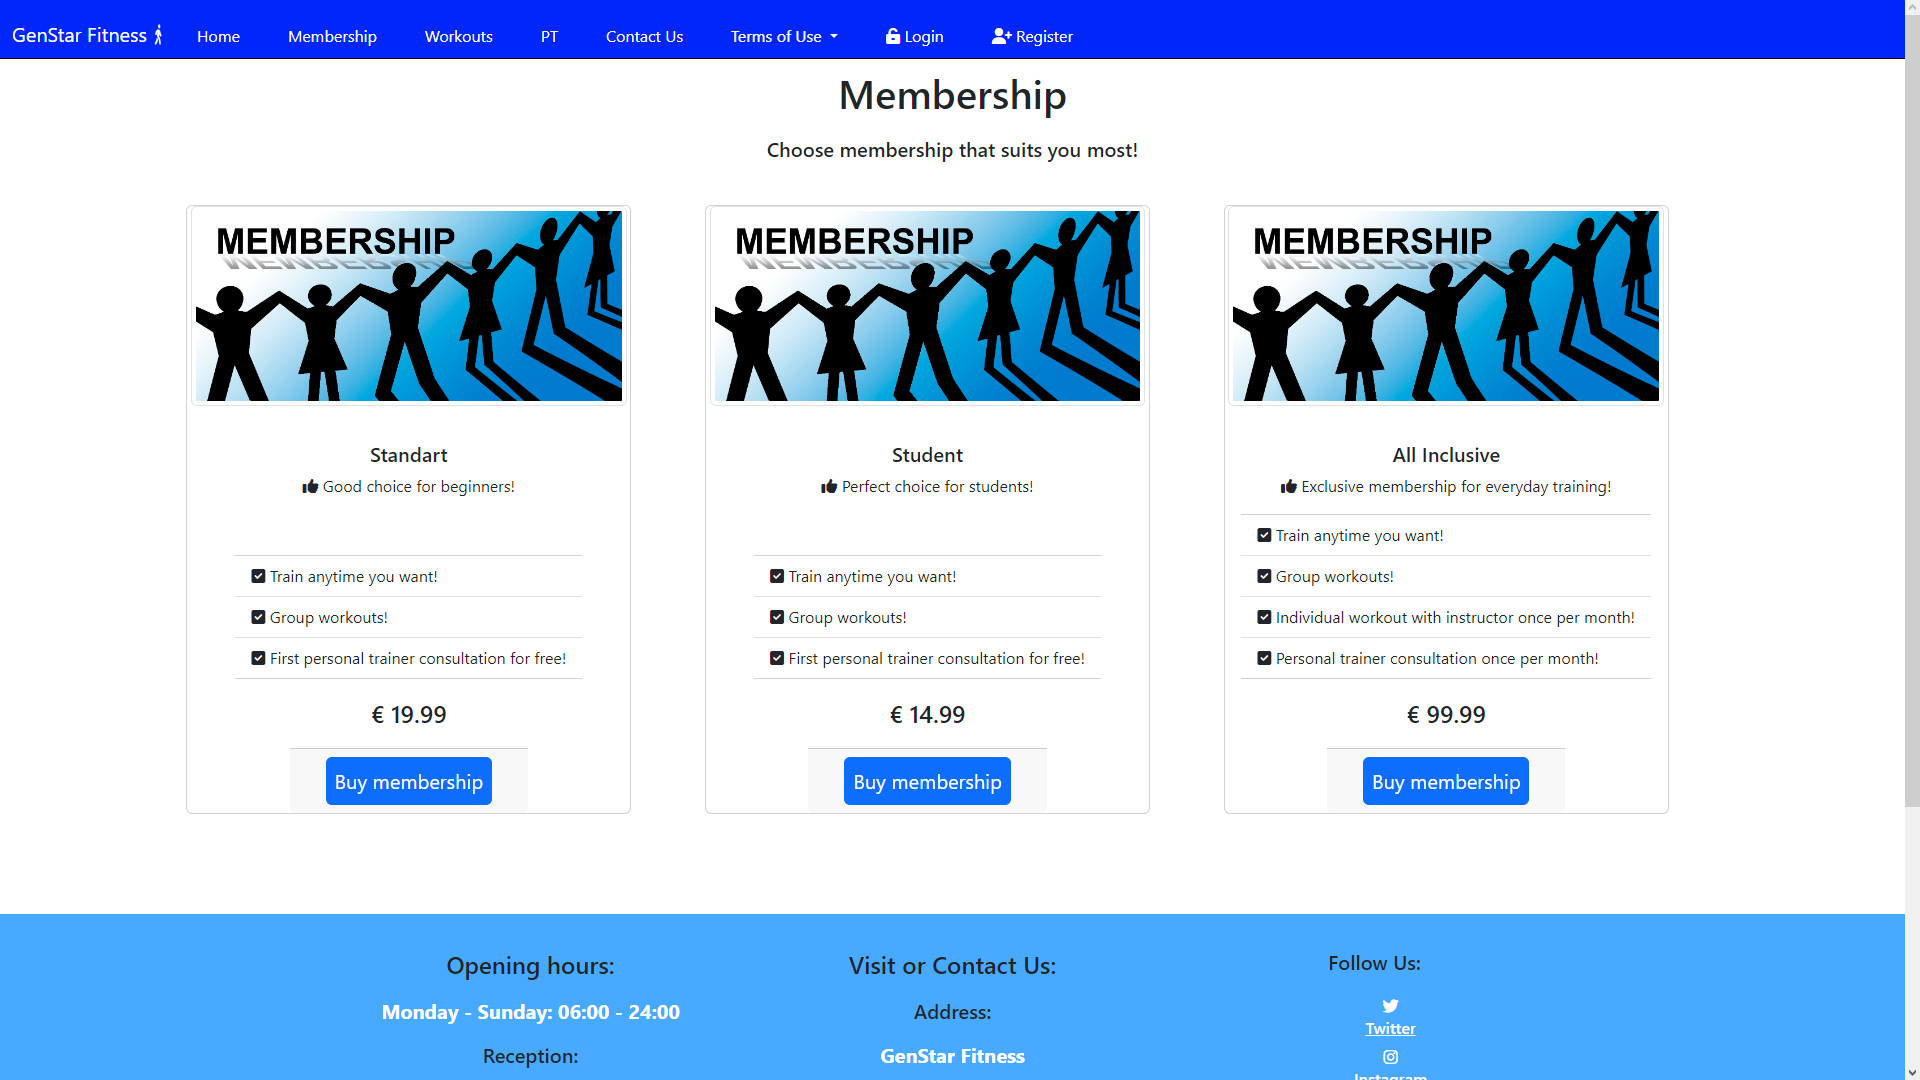 GenStar Fitness Home Membership Workouts PT Contact Us Terms of Use Login Register
Membership
Choose membership that suits you most!
MEMBERSHIP
Standart
Good choice for beginners!
Train anytime you want!
Group workouts!
First personal trainer consultation for free!
€ 19.99
Buy membership
MEMBERSHIP
Student
Perfect choice for students!
Train anytime you want!
Group workouts!
First personal trainer consultation for free!
€ 14.99
Buy membership
MEMBERSHIP
All Inclusive
Exclusive membership for everyday training!
Train anytime you want!
Group workouts!
Individual workout with instructor once per month!
Personal trainer consultation once per month!
€ 99.99
Buy membership
Opening hours:
Monday - Sunday: 06:00 - 24:00
Reception:
Visit or Contact Us:
Address:
GenStar Fitness
Follow Us:
Twitter
Instagram